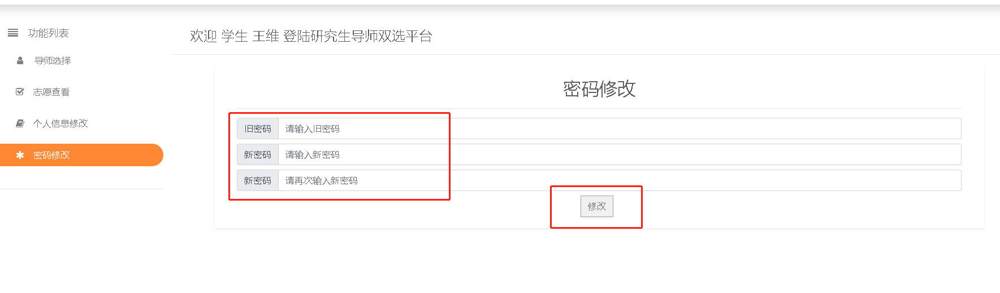 功能列表
导师选择
志愿查看
个人信息修改
密码修改
欢迎 学生 王维 登陆研究生导师双选平台
密码修改
旧密码 请输入旧密码
新密码 请输入新密码
新密码 请再次输入新密码
修改